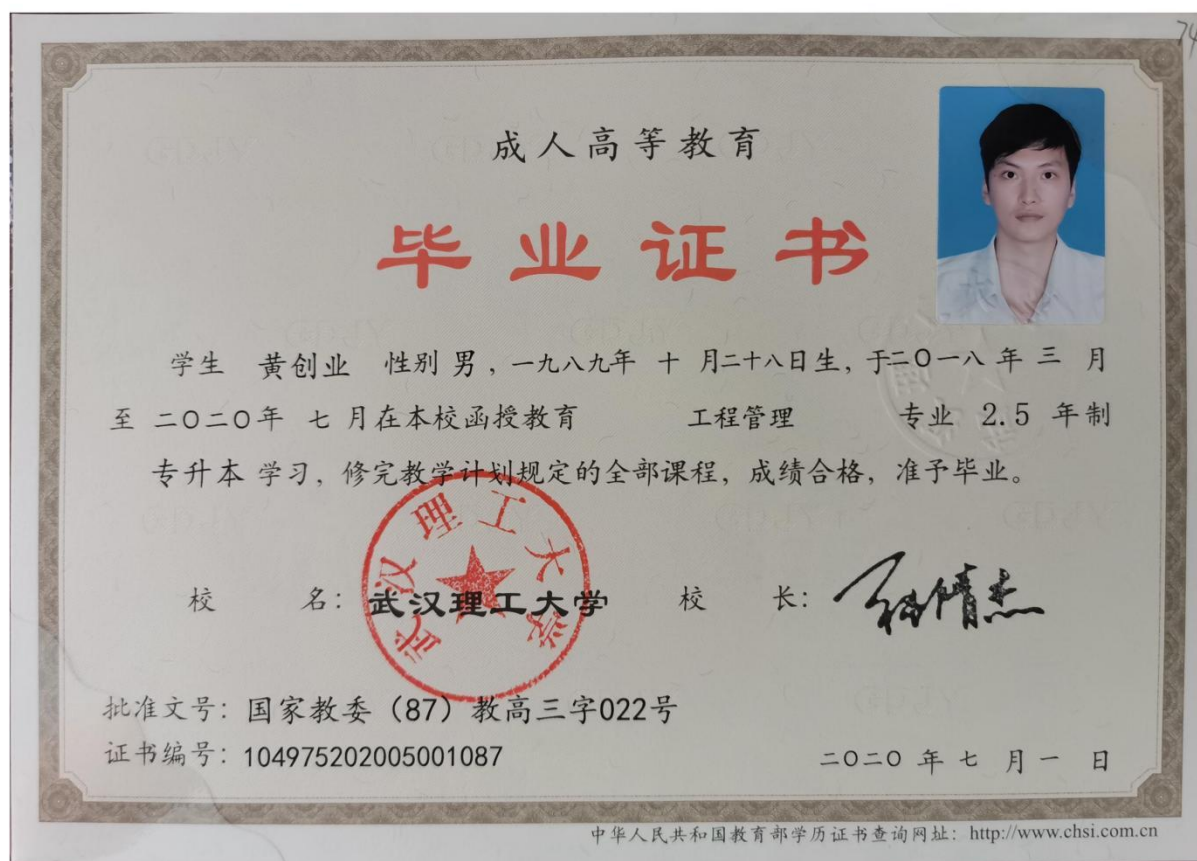 74
成人高等教育
毕业证书
学生 黄创业 性别 男，一九八九年 十 月二十八日生，于二〇一八 年 三 月
至 二〇二〇年 七 月在本校函授教育 工程管理 专业 2.5 年制
专升本 学习，修完教学计划规定的全部课程，成绩合格，准予毕业。
武汉理工大学
校 名：武汉理工大学 校 长：
批准文号：国家教委（87）教高三字022号
证书编号：104975202005001087
二〇二〇 年 七 月 一 日
中华人民共和国教育部学历证书查询网址：http://www.chsi.com.cn